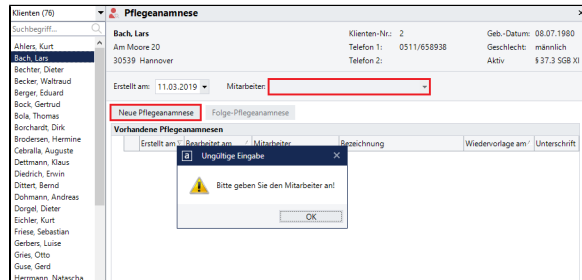 Klienten (76)
Pflegeanamnese
Suchbegriff...
Ahlers, Kurt
Bach, Lars
Bechter, Dieter
Becker, Waltraud
Berger, Eduard
Bock, Gertrud
Bola, Thomas
Borchardt, Dirk
Brodersen, Hermine
Cebralla, Auguste
Dettmann, Klaus
Diedrich, Erwin
Dittert, Bernd
Dohmann, Andreas
Dorgel, Dieter
Eichler, Kurt
Friese, Sebastian
Gerbers, Luise
Gries, Otto
Guse, Gerd
Herrmann, Natascha
Bach, Lars
Klienten-Nr.: 2
Geb.-Datum: 08.07.1980
Am Moore 20
Telefon 1: 0511/658938
Geschlecht: männlich
30539 Hannover
Telefon 2:
Aktiv § 37.3 SGB XI
Erstellt am: 11.03.2019
Mitarbeiter:
Neue Pflegeanamnese
Folge-Pflegeanamnese
Vorhandene Pflegeanamnesen
Erstellt am Bearbeitet am Mitarbeiter Bezeichnung Wiedervorlage am Unterschrift
a Ungültige Eingabe
Bitte geben Sie den Mitarbeiter an!
OK